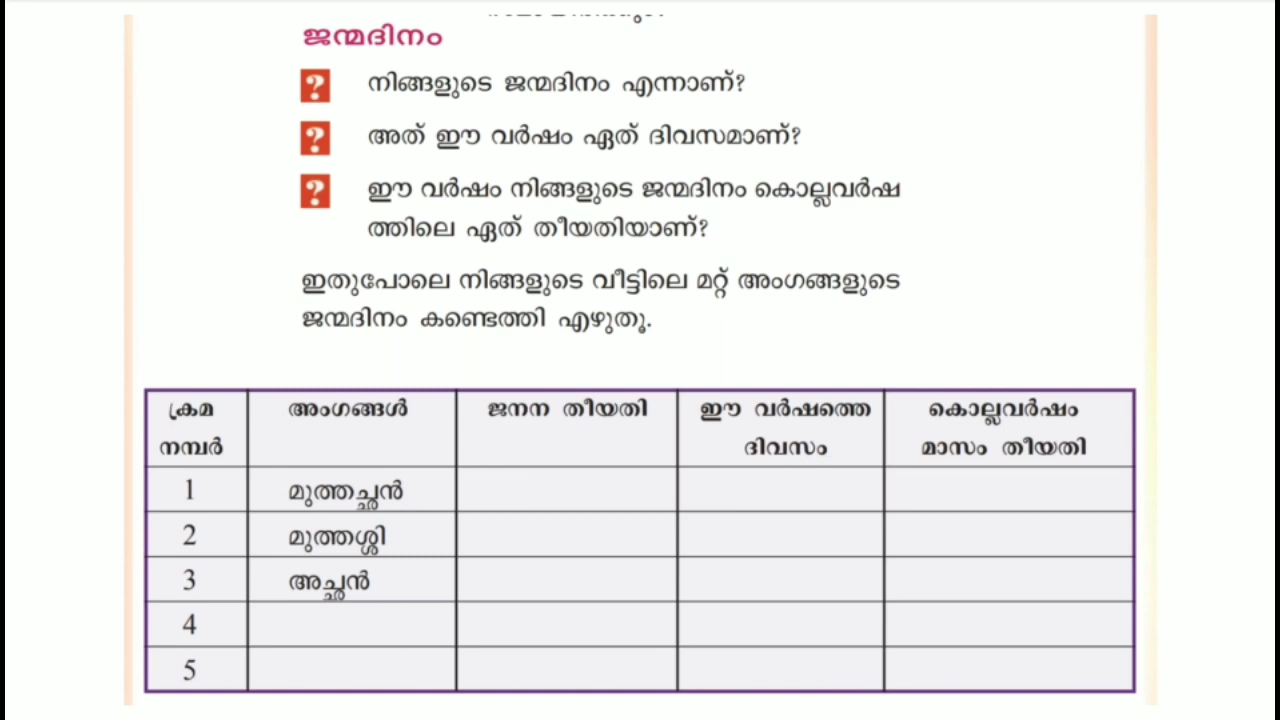 ജന്മദിനം
? നിങ്ങളുടെ ജന്മദിനം എന്നാണ്?
? അത് ഈ വർഷം ഏത് ദിവസമാണ്?
? ഈ വർഷം നിങ്ങളുടെ ജന്മദിനം കൊല്ലവർഷ
ത്തിലെ ഏത് തീയതിയാണ്?
ഇതുപോലെ നിങ്ങളുടെ വീട്ടിലെ മറ്റ് അംഗങ്ങളുടെ
ജന്മദിനം കണ്ടെത്തി എഴുതൂ.
ക്രമ അംഗങ്ങൾ ജനന തീയതി ഈ വർഷത്തെ കൊല്ലവർഷം
നമ്പർ ദിവസം മാസം തീയതി
1 മുത്തച്ഛൻ
2 മുത്തശ്ശി
3 അച്ഛൻ
4
5